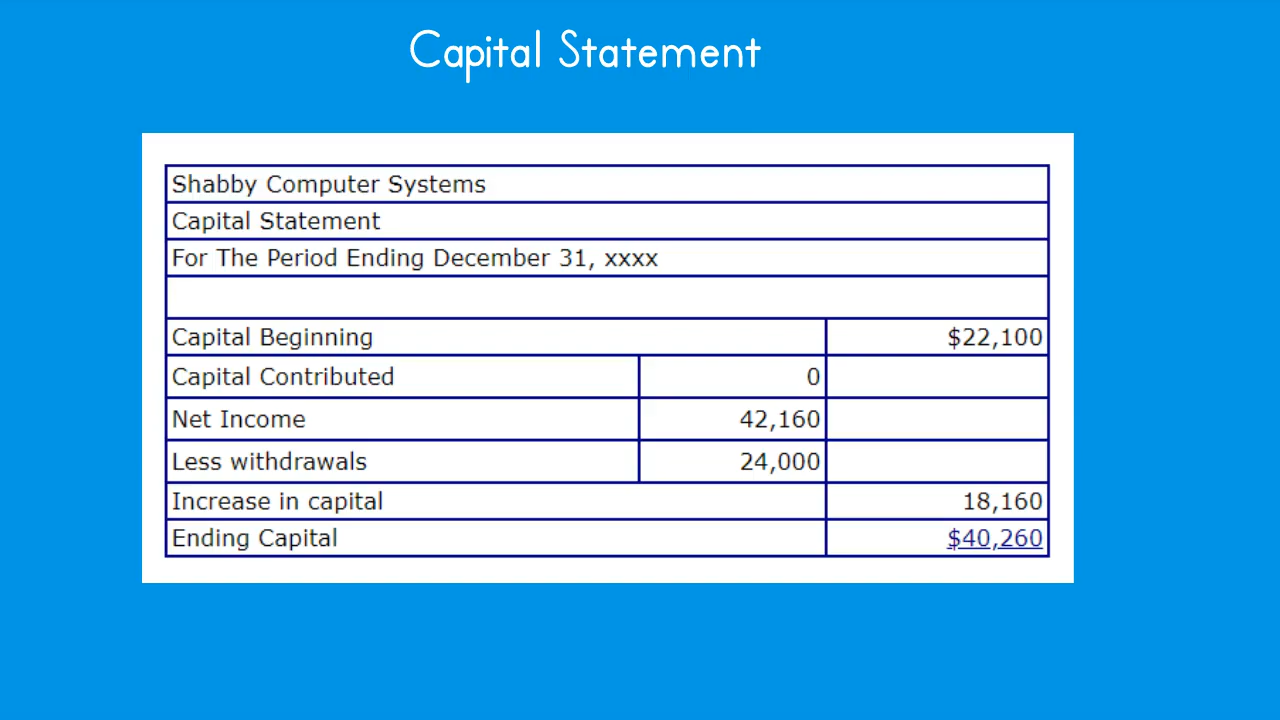 Capital Statement
Shabby Computer Systems
Capital Statement
For The Period Ending December 31, xxxx
Capital Beginning $22,100
Capital Contributed 0
Net Income 42,160
Less withdrawals 24,000
Increase in capital 18,160
Ending Capital $40,260